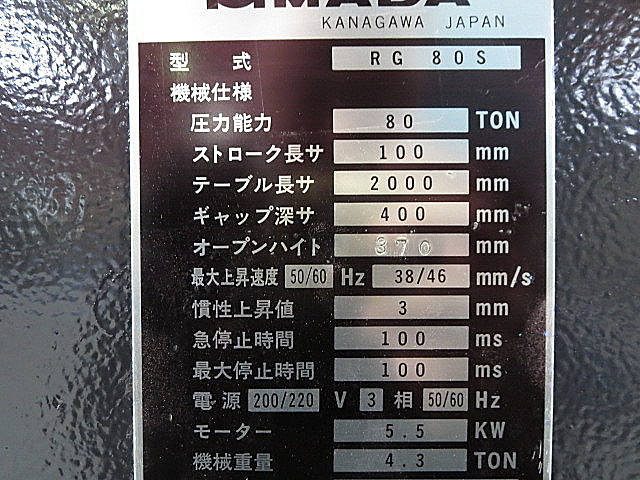 AMADA
KANAGAWA JAPAN
型式 RG 80S
機械仕様
圧力能力 80 TON
ストローク長サ 100 mm
テーブル長サ 2000 mm
ギャップ深サ 400 mm
オープンハイト 370 mm
最大上昇速度 50/60 Hz 38/46 mm/s
慣性上昇値 3 mm
急停止時間 100 ms
最大停止時間 100 ms
電源 200/220 V 3 相 50/60 Hz
モーター 5.5 KW
機械重量 4.3 TON